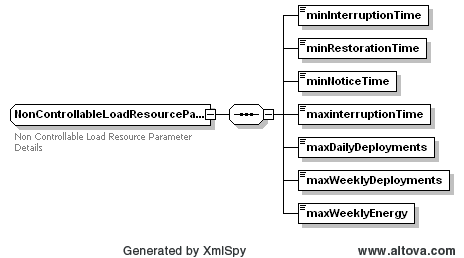 minInterruptionTime
minRestorationTime
minNoticeTime
NonControllableLoadResourcePa...
maxinterruptionTime
Non Controllable Load Resource Parameter
Details
maxDailyDeployments
maxWeeklyDeployments
maxWeeklyEnergy
Generated by XmlSpy
www.altova.com